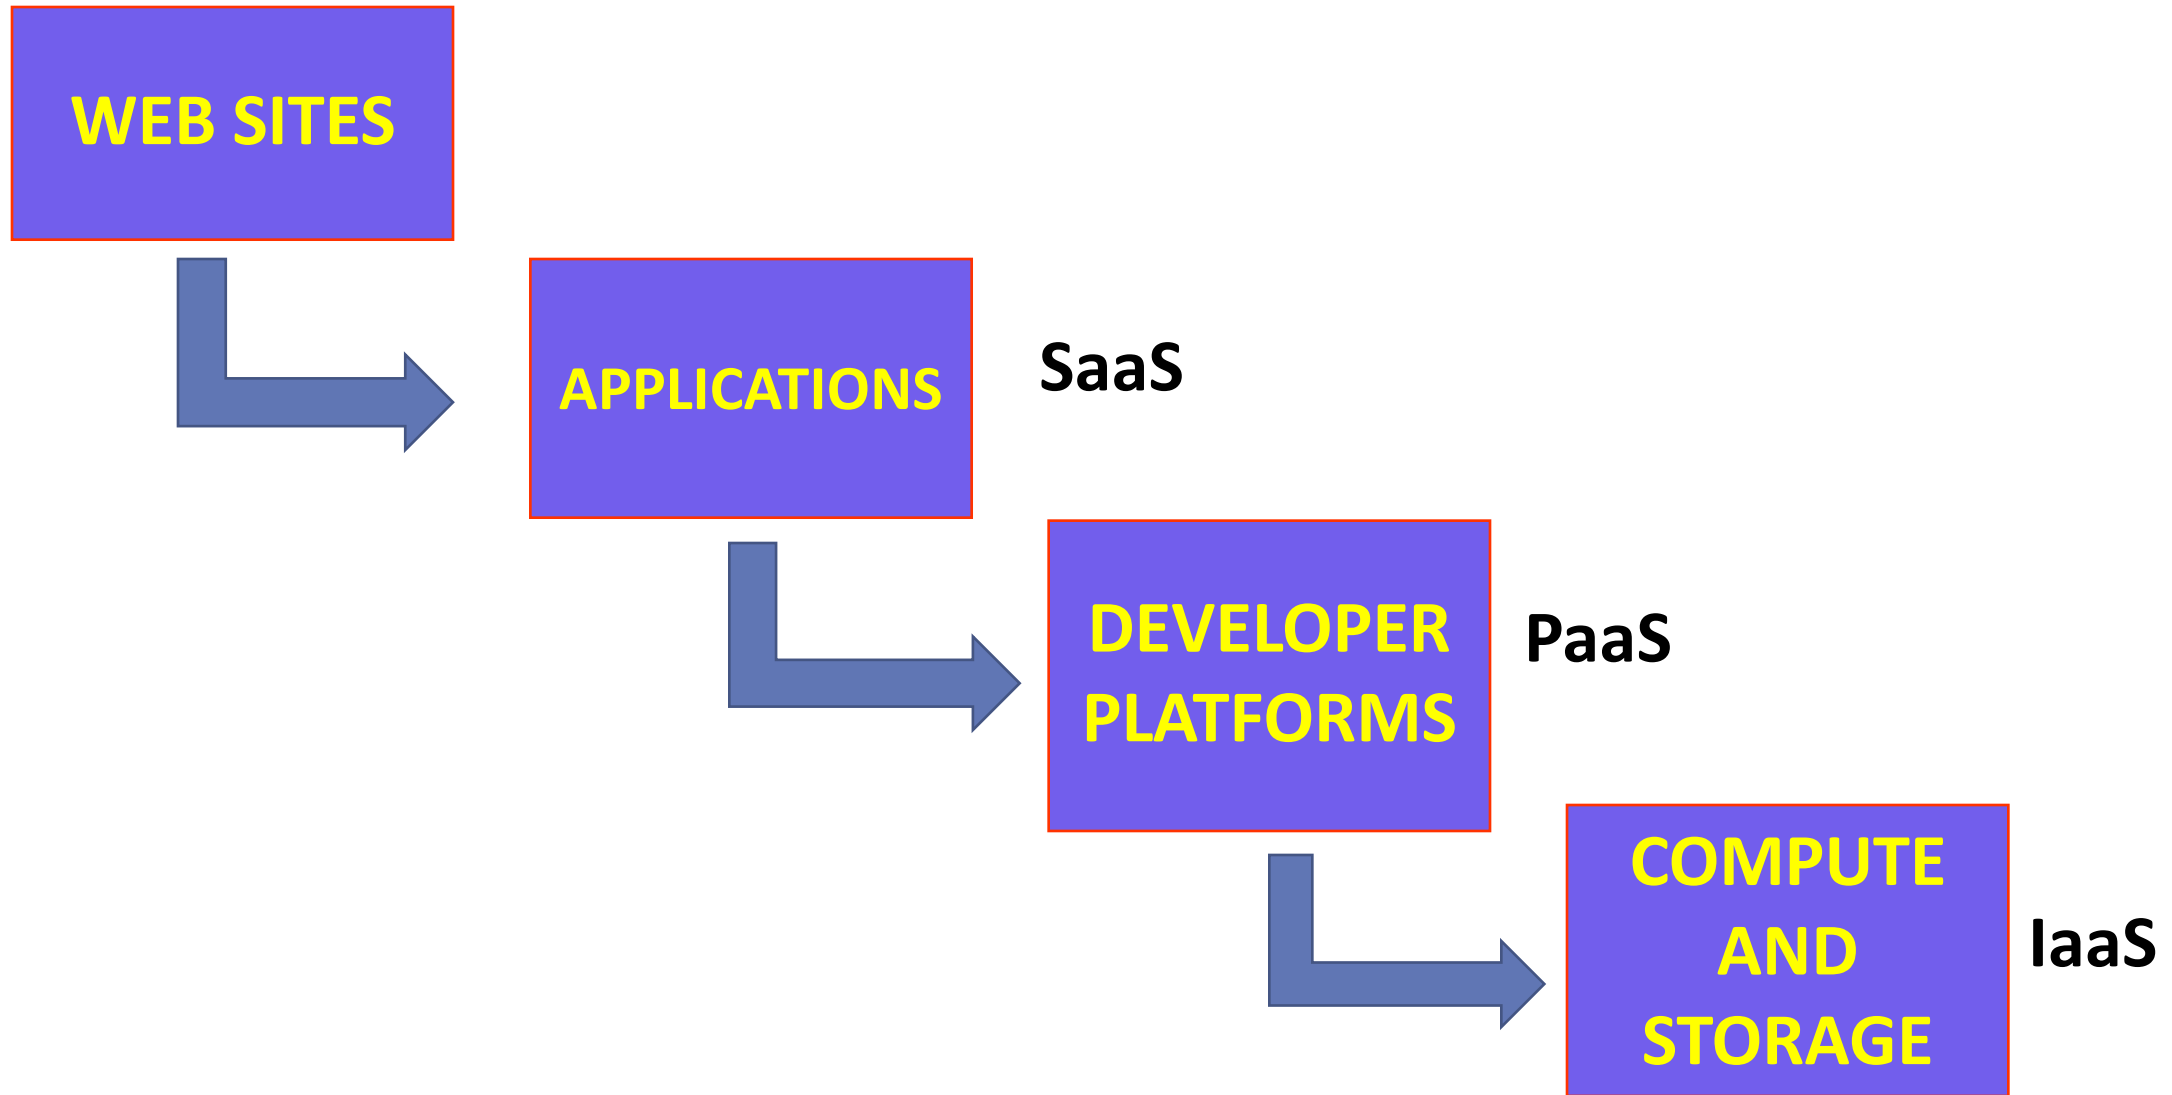 WEB SITES
APPLICATIONS
SaaS
DEVELOPER
PLATFORMS
PaaS
COMPUTE
AND
STORAGE
IaaS